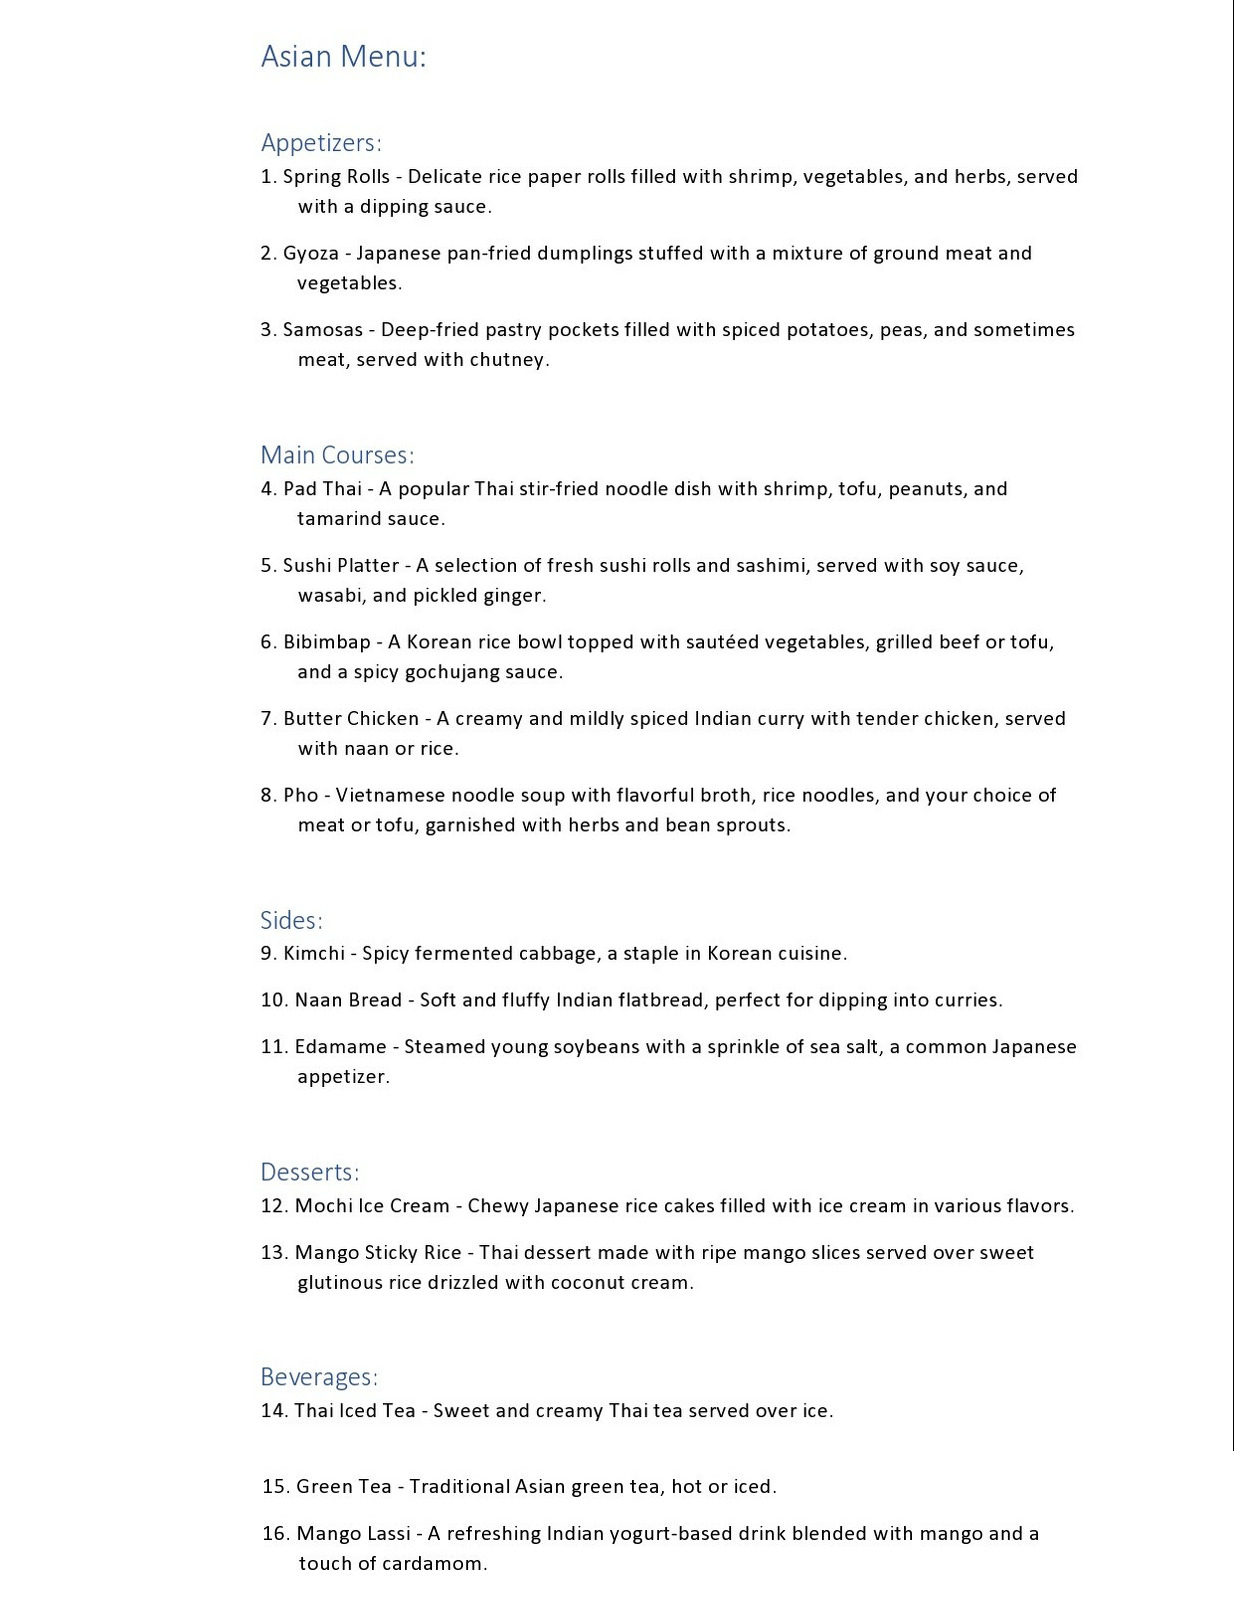 Asian Menu:
Appetizers:
1. Spring Rolls - Delicate rice paper rolls filled with shrimp, vegetables, and herbs, served
with a dipping sauce.
2. Gyoza - Japanese pan-fried dumplings stuffed with a mixture of ground meat and
vegetables.
3. Samosas - Deep-fried pastry pockets filled with spiced potatoes, peas, and sometimes
meat, served with chutney.
Main Courses:
4. Pad Thai - A popular Thai stir-fried noodle dish with shrimp, tofu, peanuts, and
tamarind sauce.
5. Sushi Platter - A selection of fresh sushi rolls and sashimi, served with soy sauce,
wasabi, and pickled ginger.
6. Bibimbap - A Korean rice bowl topped with sautéed vegetables, grilled beef or tofu,
and a spicy gochujang sauce.
7. Butter Chicken - A creamy and mildly spiced Indian curry with tender chicken, served
with naan or rice.
8. Pho - Vietnamese noodle soup with flavorful broth, rice noodles, and your choice of
meat or tofu, garnished with herbs and bean sprouts.
Sides:
9. Kimchi - Spicy fermented cabbage, a staple in Korean cuisine.
10. Naan Bread - Soft and fluffy Indian flatbread, perfect for dipping into curries.
11. Edamame - Steamed young soybeans with a sprinkle of sea salt, a common Japanese
appetizer.
Desserts:
12. Mochi Ice Cream - Chewy Japanese rice cakes filled with ice cream in various flavors.
13. Mango Sticky Rice - Thai dessert made with ripe mango slices served over sweet
glutinous rice drizzled with coconut cream.
Beverages:
14. Thai Iced Tea - Sweet and creamy Thai tea served over ice.
15. Green Tea - Traditional Asian green tea, hot or iced.
16. Mango Lassi - A refreshing Indian yogurt-based drink blended with mango and a
touch of cardamom.